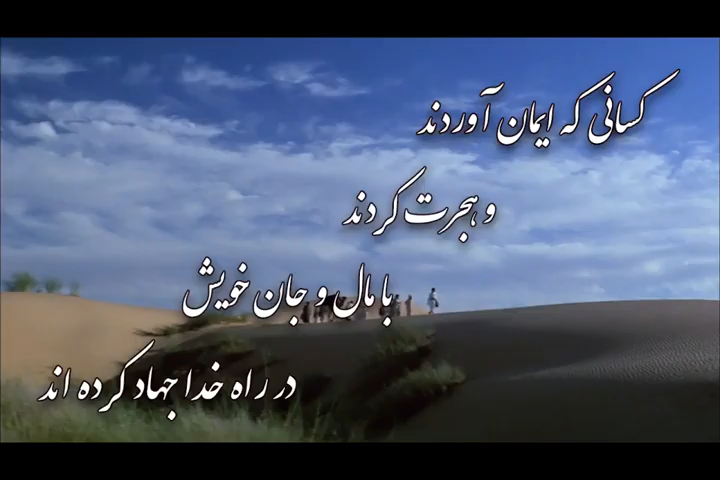 کسانی که ایمان آوردند
و هجرت کردند
با مال و جان خویش
در راه خدا جهاد کرده اند